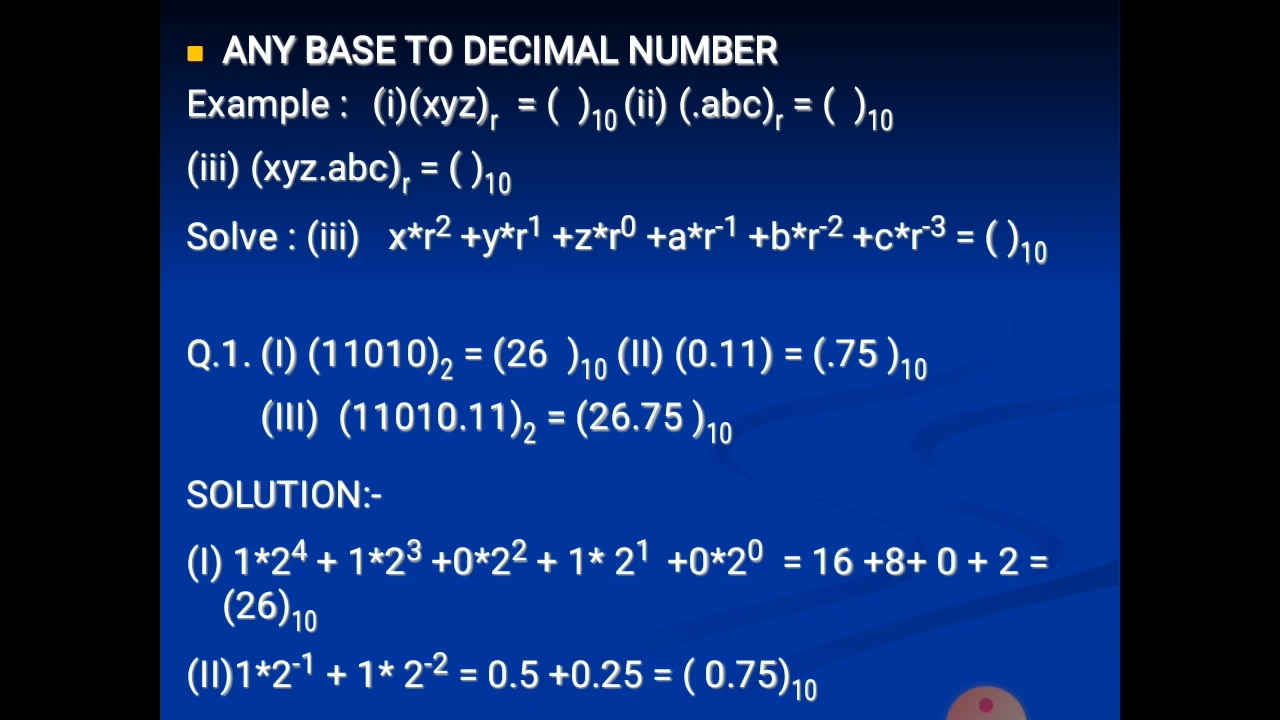 ANY BASE TO DECIMAL NUMBER
Example : (i)(xyz)r = ( )10 (ii) (.abc)r = ( )10
(iii) (xyz.abc)r = ( )10
Solve : (iii) x*r² +y*r¹ +z*r⁰ +a*r⁻¹ +b*r⁻² +c*r⁻³ = ( )₁₀
Q.1. (I) (11010)₂ = (26 )₁₀ (II) (0.11) = (.75 )₁₀
(III) (11010.11)₂ = (26.75 )₁₀
SOLUTION:-
(I) 1*2⁴ + 1*2³ +0*2² + 1* 2¹ +0*2⁰ = 16 +8+ 0 + 2 =
(26)₁₀
(II)1*2⁻¹ + 1* 2⁻² = 0.5 +0.25 = ( 0.75)₁₀